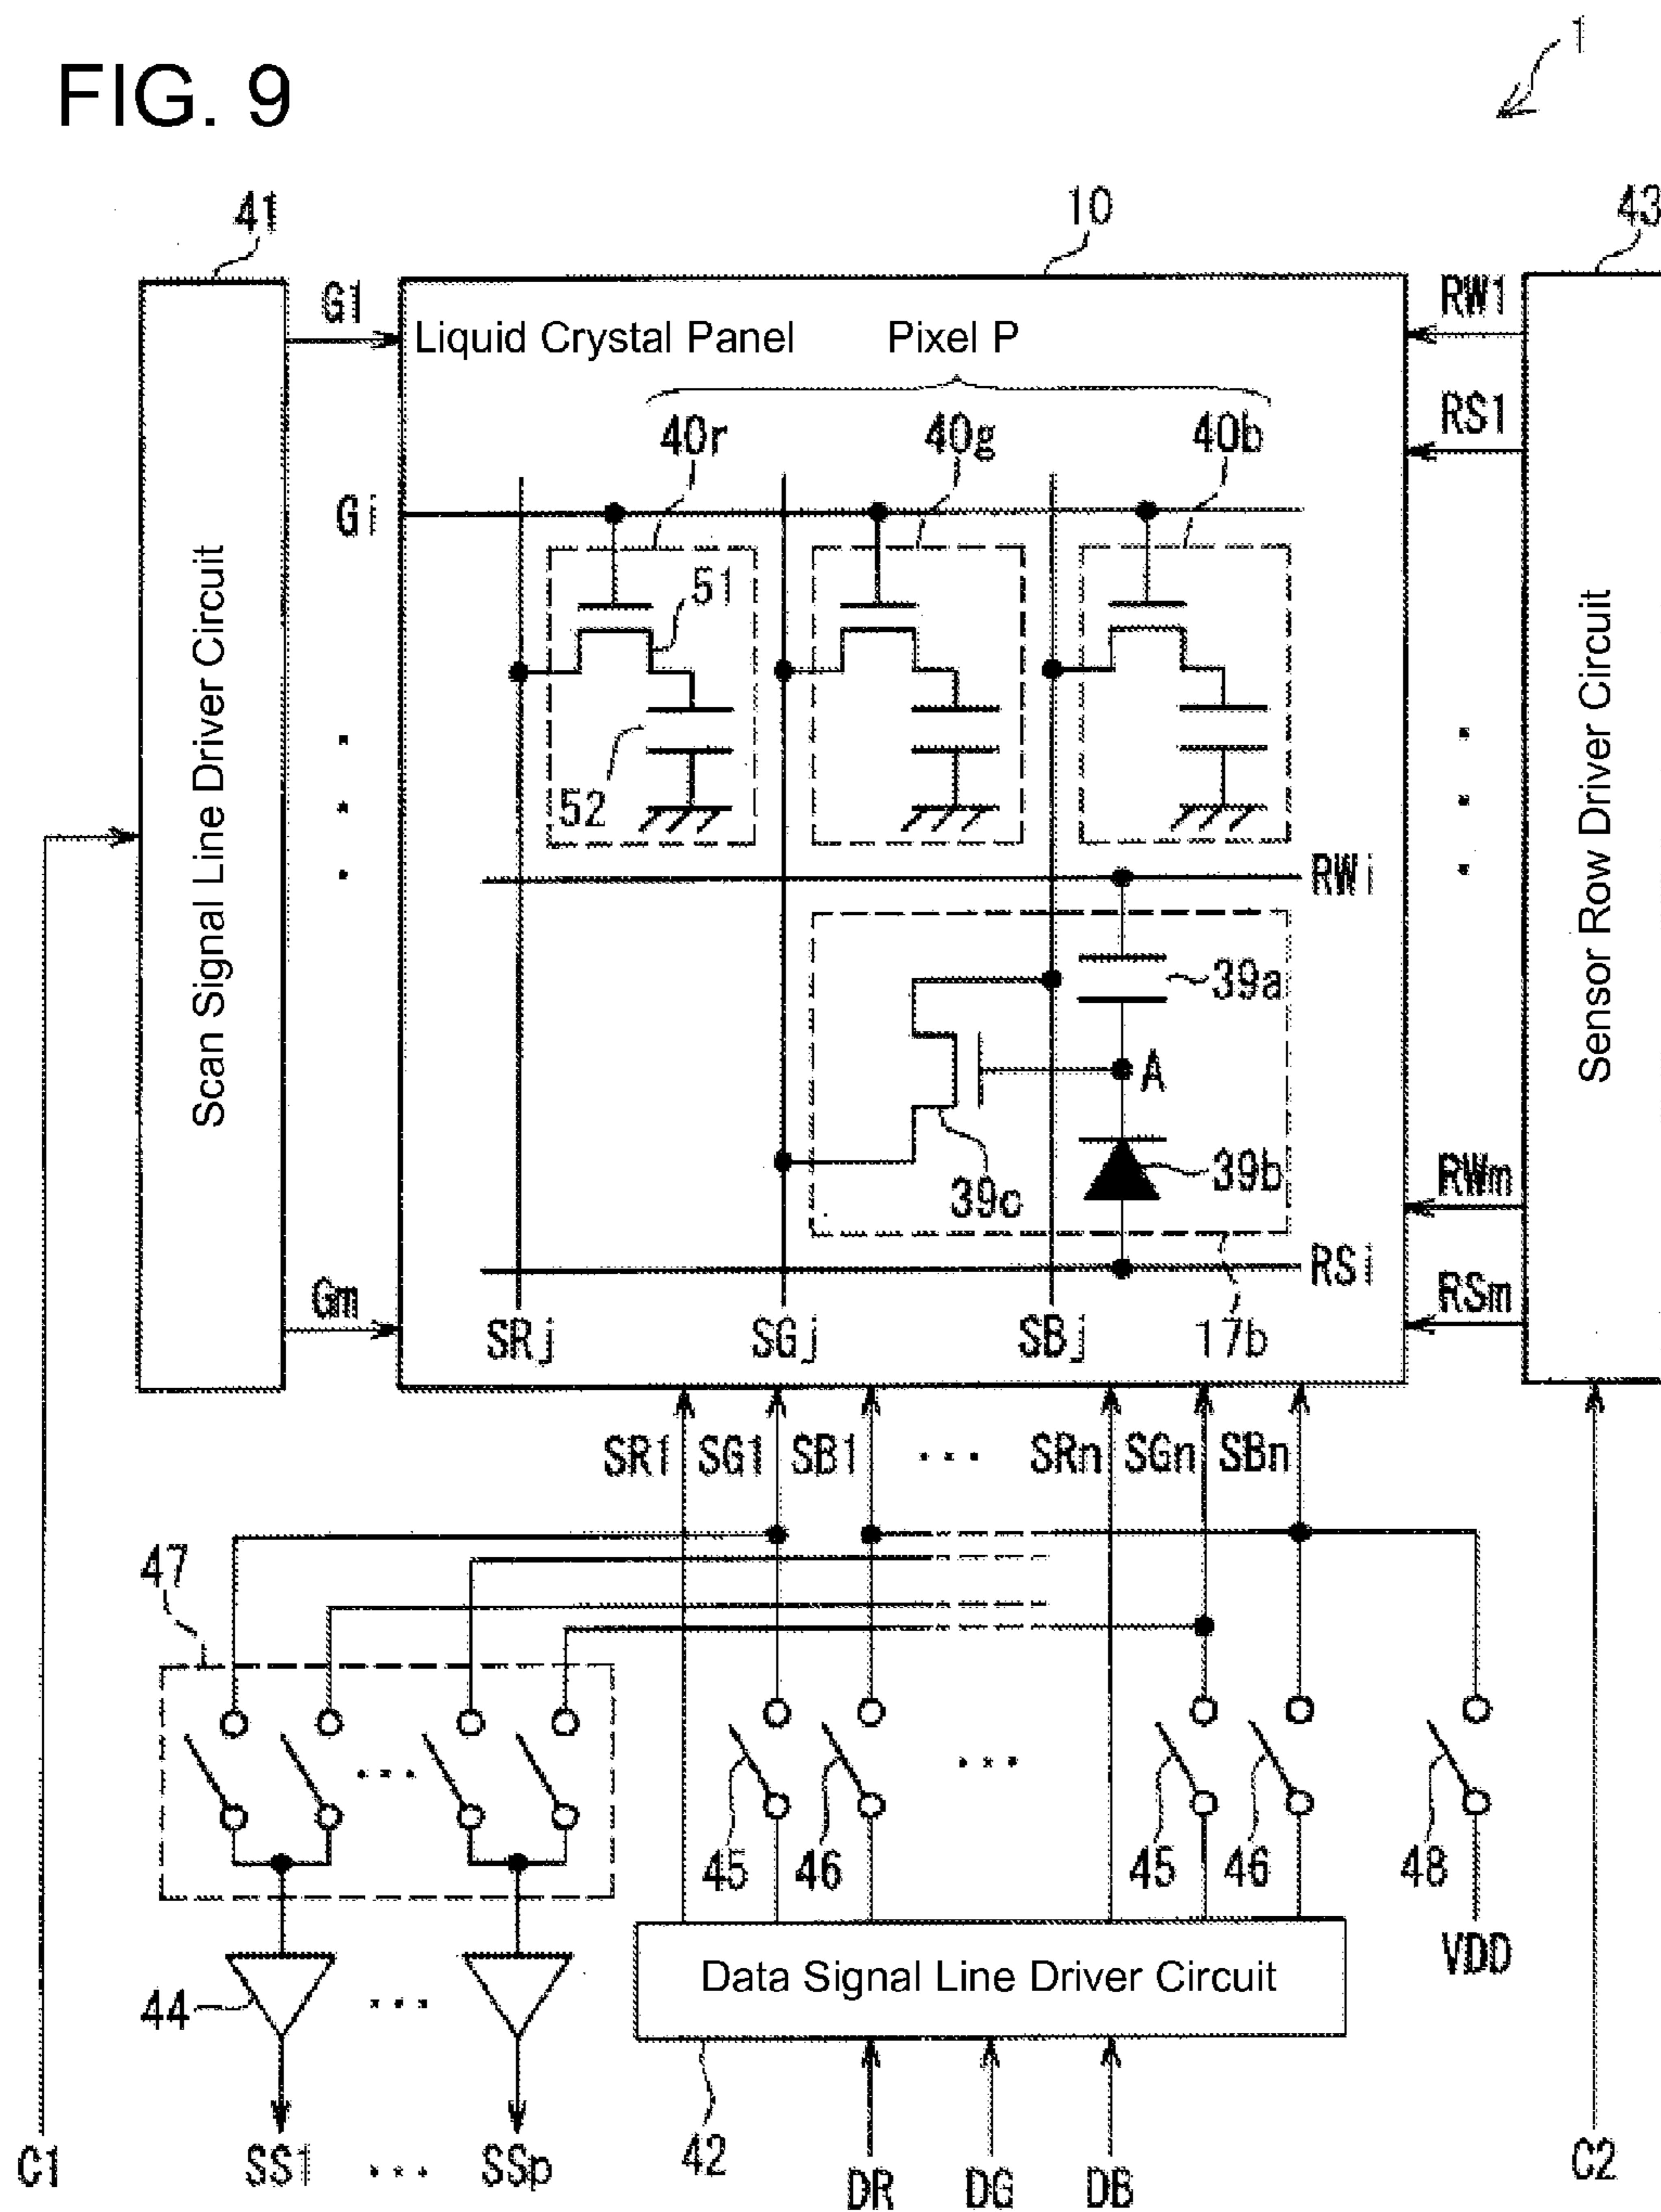 FIG. 9
1
41
10
43
G1
Liquid Crystal Panel
Pixel P
RW1
RS1
40r
40g
40b
Gi
51
52
Scan Signal Line Driver Circuit
Sensor Row Driver Circuit
RWi
39a
A
39b
39c
RWm
RSi
RSm
Gm
SRj
SGj
SBj
17b
SR1
SG1
SB1
...
SRn
SGn
SBn
47
...
...
45
46
45
46
48
VDD
Data Signal Line Driver Circuit
44
...
42
C1
SS1
...
SSp
DR
DG
DB
C2